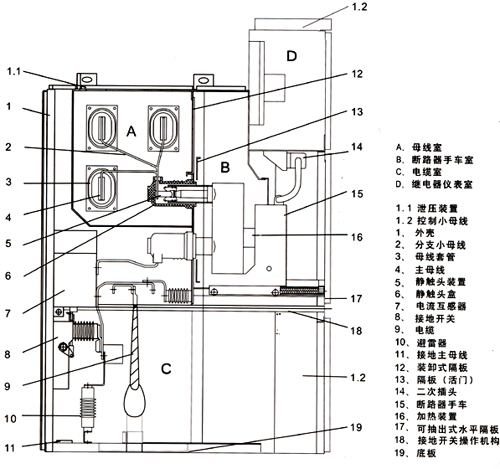 1.2
D
1.1
12
1
A
13
2
B
14
3
4
15
5
16
6
7
17
18
8
9
C
1.2
10
11
19
A. 母线室
B. 断路器手车室
C. 电缆室
D. 继电器仪表室
1.1 泄压装置
1.2 控制小母线
1、外壳
2、分支小母线
3、母线套管
4、主母线
5、静触头装置
6、静触头盒
7、电流互感器
8、接地开关
9、电缆
10、避雷器
11、接地主母线
12、装卸式隔板
13、隔板(活门)
14、二次插头
15、断路器手车
16、加热装置
17、可抽出式水平隔板
18、接地开关操作机构
19、底板